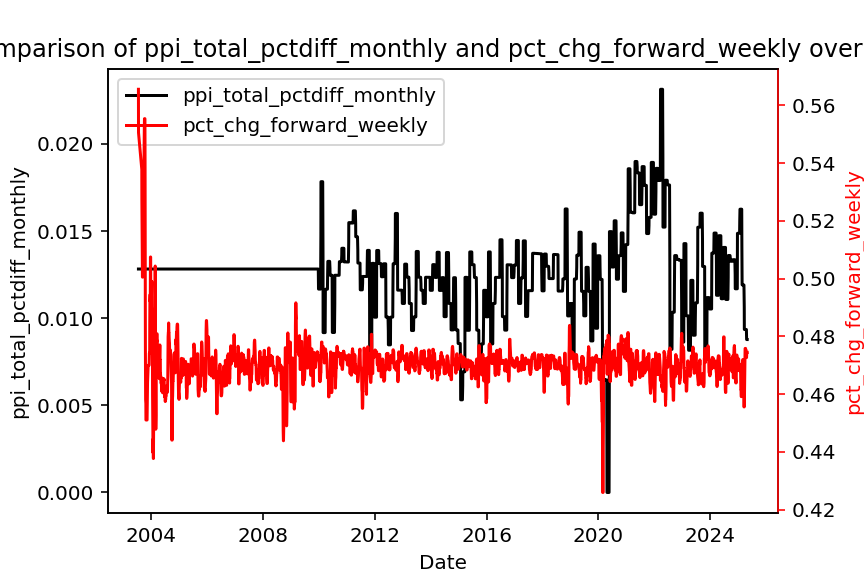 mparison of ppi_total_pctdiff_monthly and pct_chg_forward_weekly over
ppi_total_pctdiff_monthly
pct_chg_forward_weekly
ppi_total_pctdiff_monthly
0.020
0.015
0.010
0.005
0.000
0.56
0.54
0.52
0.50
0.48
0.46
0.44
0.42
pct_chg_forward_weekly
2004 2008 2012 2016 2020 2024
Date